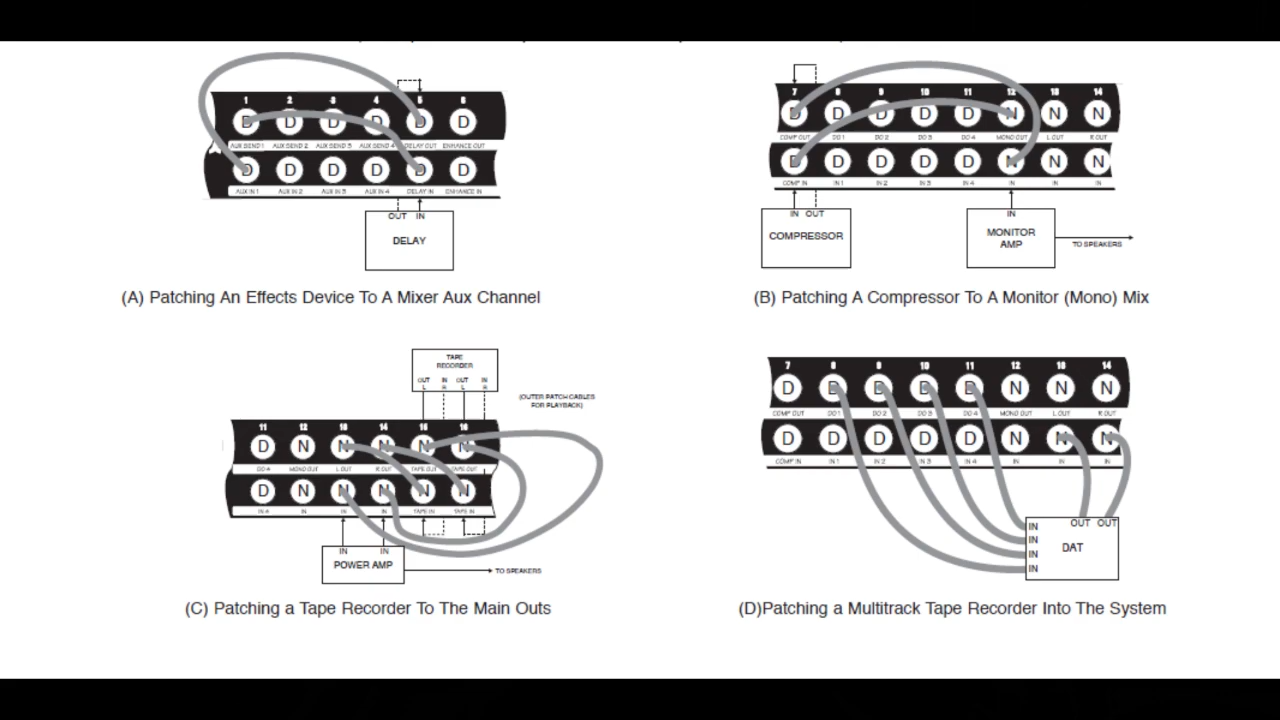 1 2 3 4 5 6
D D D D D D
AUX SEND 1 AUX SEND 2 AUX SEND 3 AUX SEND 4 DELAY OUT ENHANCE OUT
D D D D D D
AUX IN 1 AUX IN 2 AUX IN 3 AUX IN 4 DELAY IN ENHANCE IN
OUT IN
DELAY
(A) Patching An Effects Device To A Mixer Aux Channel
7 8 9 10 11 12 13 14
D D D D D N N N
COMP OUT DO 1 DO 2 DO 3 DO 4 MONO OUT L OUT R OUT
D D D D D N N N
COMP IN IN 1 IN 2 IN 3 IN 4 IN IN IN
IN OUT
COMPRESSOR
IN
MONITOR
AMP
TO SPEAKERS
(B) Patching A Compressor To A Monitor (Mono) Mix
TAPE
RECORDER
OUT IN OUT IN
L R L R
(OUTER PATCH CABLES
FOR PLAYBACK)
11 12 13 14 15 16
D N N N N N
DO 4 MONO OUT L OUT R OUT TAPE OUT TAPE OUT
D N N N N N
IN 4 IN IN IN TAPE IN TAPE IN
IN IN
POWER AMP
TO SPEAKERS
(C) Patching a Tape Recorder To The Main Outs
7 8 9 10 11 12 13 14
D D D D D N N N
COMP OUT DO 1 DO 2 DO 3 DO 4 MONO OUT L OUT R OUT
D D D D D N N N
COMP IN IN 1 IN 2 IN 3 IN 4 IN IN IN
OUT OUT
IN
IN
IN
IN
DAT
(D)Patching a Multitrack Tape Recorder Into The System